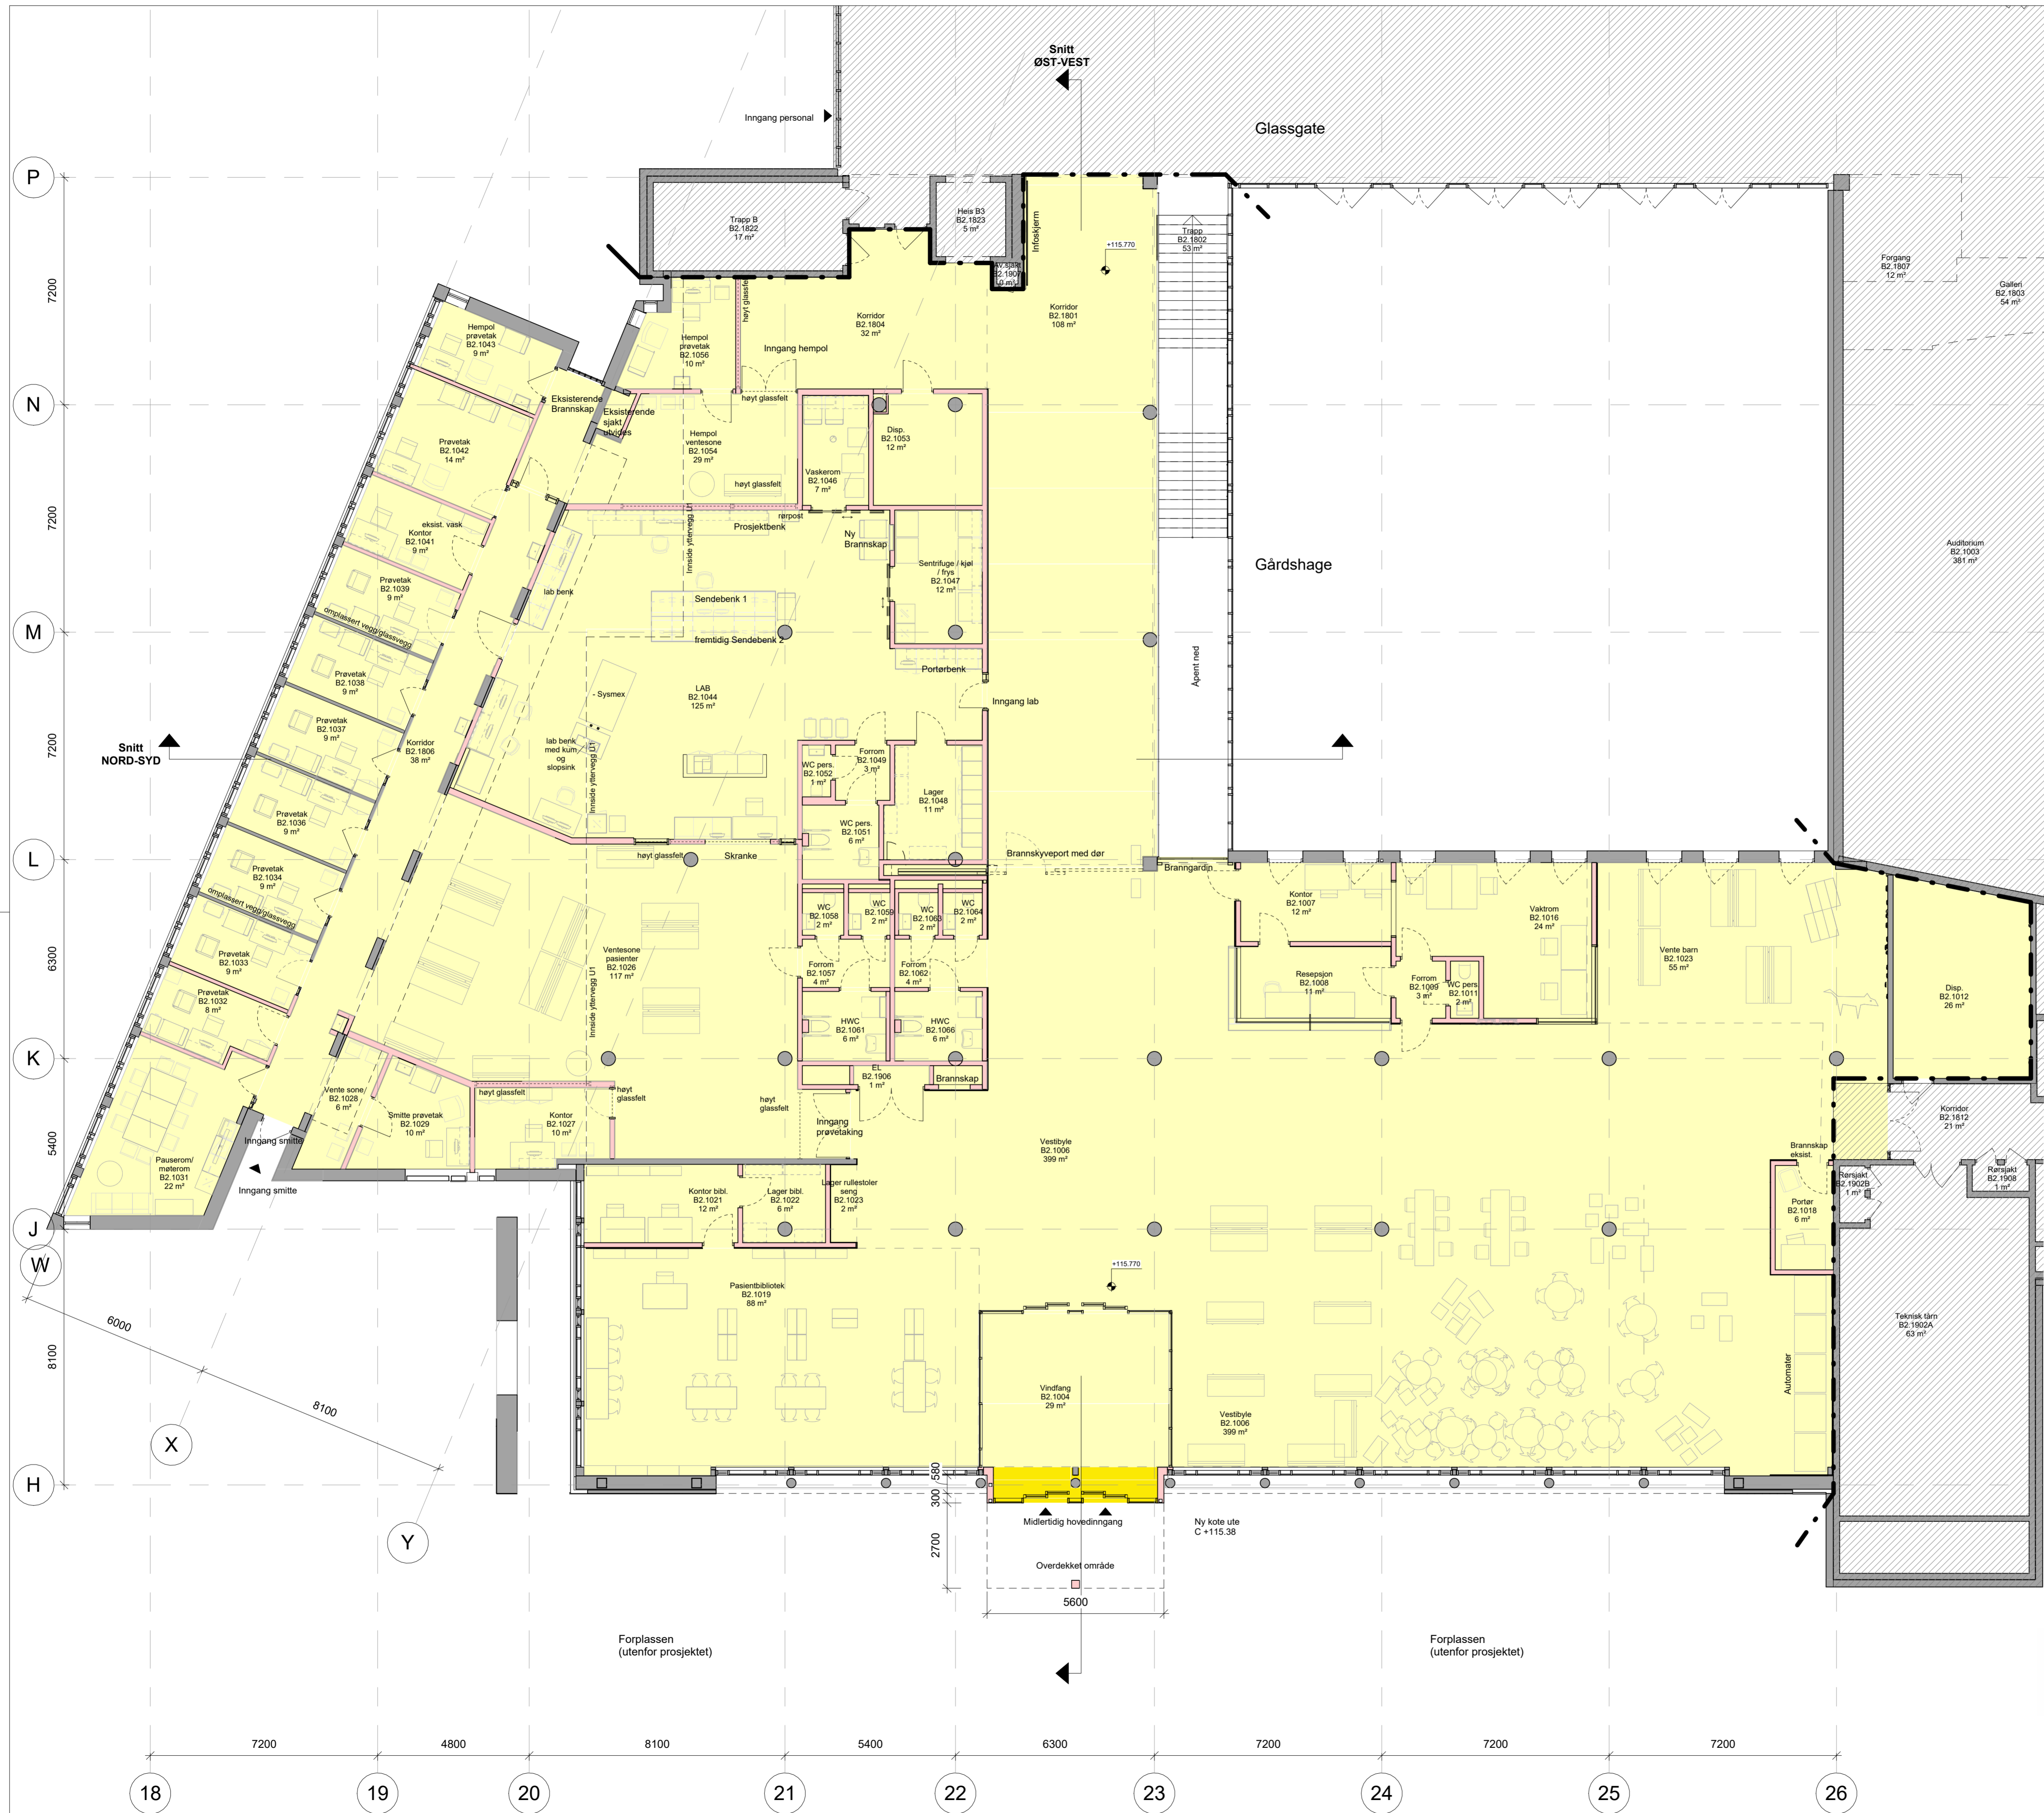 Snitt
ØST-VEST
Inngang personal
Glassgate
P
Trapp B
B2.1822
17 m²
Heis B3
B2.1823
5 m²
Infoskjerm
+115.770
Trapp
B2.1802
53 m²
Forgang
B2.1807
12 m²
Galleri
B2.1803
54 m²
7200
Hempol
prøvetak
B2.1043
9 m²
Hempol
prøvetak
B2.1056
10 m²
høyt glassfelt
Korridor
B2.1804
32 m²
Korridor
B2.1801
108 m²
Inngang hempol
høyt glassfelt
N
Eksisterende
Brannskap
Eksisterende
sjakt
utvides
Prøvetak
B2.1042
14 m²
Hempol
ventesone
B2.1054
29 m²
Disp.
B2.1053
12 m²
Vaskerom
B2.1046
7 m²
høyt glassfelt
7200
eksist. vask
Kontor
B2.1041
9 m²
rørpost
Prosjektbenk
Innside yttervegg U1
Ny
Brannskap
Sentrifuge / kjøl
/ frys
B2.1047
12 m²
Gårdshage
Auditorium
B2.1003
381 m²
Prøvetak
B2.1039
9 m²
lab benk
Sendebenk 1
omplassert vegg/glassvegg
M
fremtidig Sendebenk 2
Prøvetak
B2.1038
9 m²
Portørbenk
Åpent ned
- Sysmex
LAB
B2.1044
125 m²
Inngang lab
7200
Prøvetak
B2.1037
9 m²
Snitt
NORD-SYD
Korridor
B2.1806
38 m²
lab benk
med kum
og
slopsink
Innside yttervegg U1
WC pers.
B2.1052
1 m²
Forrom
B2.1049
3 m²
Lager
B2.1048
11 m²
Prøvetak
B2.1036
9 m²
WC pers.
B2.1051
6 m²
L
høyt glassfelt
Skranke
Brannskyveport med dør
Branngardin
Prøvetak
B2.1034
9 m²
omplassert vegg/glassvegg
Kontor
B2.1007
12 m²
WC
B2.1058
2 m²
WC
B2.1059
2 m²
WC
B2.1063
2 m²
WC
B2.1064
2 m²
Vaktrom
B2.1016
24 m²
6300
Prøvetak
B2.1033
9 m²
Ventesone
pasienter
B2.1026
117 m²
Vente barn
B2.1023
55 m²
Forrom
B2.1057
4 m²
Forrom
B2.1062
4 m²
Resepsjon
B2.1008
11 m²
Forrom
B2.1009
3 m²
WC pers.
B2.1011
2 m²
Disp.
B2.1012
26 m²
Prøvetak
B2.1032
8 m²
Innside yttervegg U1
HWC
B2.1061
6 m²
HWC
B2.1066
6 m²
K
EL
B2.1906
1 m²
Brannskap
Vente sone
B2.1028
6 m²
høyt glassfelt
høyt
glassfelt
høyt
glassfelt
Smitte prøvetak
B2.1029
10 m²
Kontor
B2.1027
10 m²
Inngang
prøvetaking
Korridor
B2.1812
21 m²
5400
Inngang smitte
Vestibyle
B2.1006
399 m²
Brannskap
eksist.
Pauserom/
møterom
B2.1031
22 m²
Inngang smitte
Kontor bibl.
B2.1021
12 m²
Lager bibl.
B2.1022
6 m²
Lager rullestoler
seng
B2.1023
2 m²
Rørsjakt
B2.1902B
1 m²
Rørsjakt
B2.1908
1 m²
Portør
B2.1018
6 m²
J
W
+115.770
Pasientbibliotek
B2.1019
88 m²
Teknisk tårn
B2.1902A
63 m²
6000
8100
Automater
Vindfang
B2.1004
29 m²
Vestibyle
B2.1006
399 m²
8100
X
H
580
300
Y
Midlertidig hovedinngang
Ny kote ute
C +115.38
2700
Overdekket område
5600
Forplassen
(utenfor prosjektet)
Forplassen
(utenfor prosjektet)
7200
4800
8100
5400
6300
7200
7200
7200
18
19
20
21
22
23
24
25
26